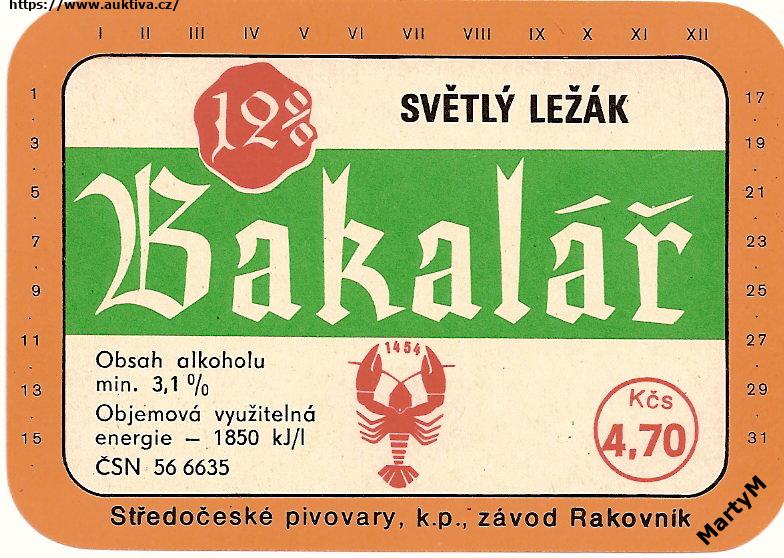 https://www.auktiva.cz/
I II III IV V VI VII VIII IX X XI XII
1 17
3 19
5 21
7 23
9 25
11 27
13 29
15 31
12%
SVĚTLÝ LEŽÁK
Bakalář
1454
Obsah alkoholu
min. 3,1 %
Objemová využitelná
energie – 1850 kJ/l
ČSN 56 6635
Kčs
4,70
Středočeské pivovary, k.p., závod Rakovník
MartyM